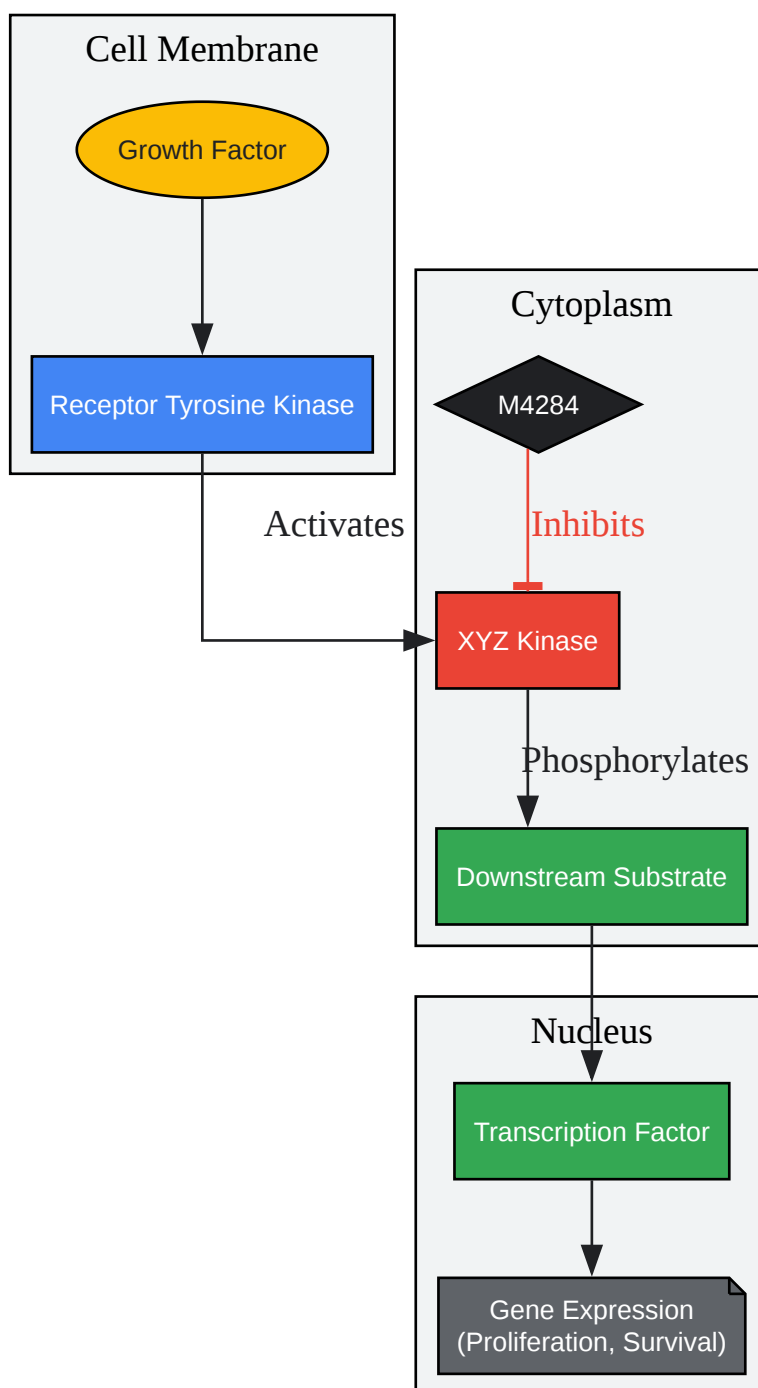 Cell Membrane
Growth Factor
Receptor Tyrosine Kinase
Activates
Cytoplasm
M4284
Inhibits
XYZ Kinase
Phosphorylates
Downstream Substrate
Nucleus
Transcription Factor
Gene Expression
(Proliferation, Survival)